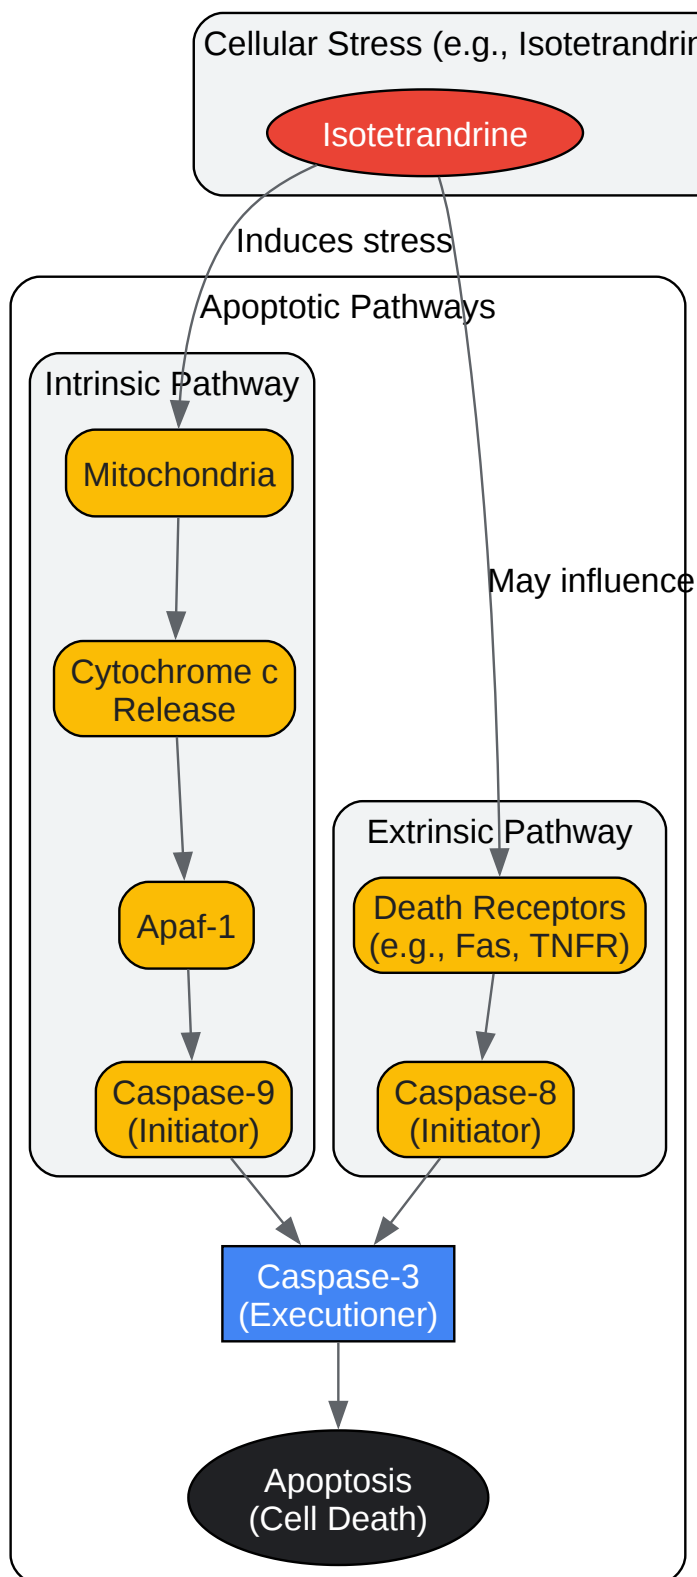 Cellular Stress (e.g., Isotetrandrin
Isotetrandrine
Induces stress
Apoptotic Pathways
Intrinsic Pathway
Mitochondria
May influence
Cytochrome c
Release
Extrinsic Pathway
Apaf-1
Death Receptors
(e.g., Fas, TNFR)
Caspase-9
(Initiator)
Caspase-8
(Initiator)
Caspase-3
(Executioner)
Apoptosis
(Cell Death)